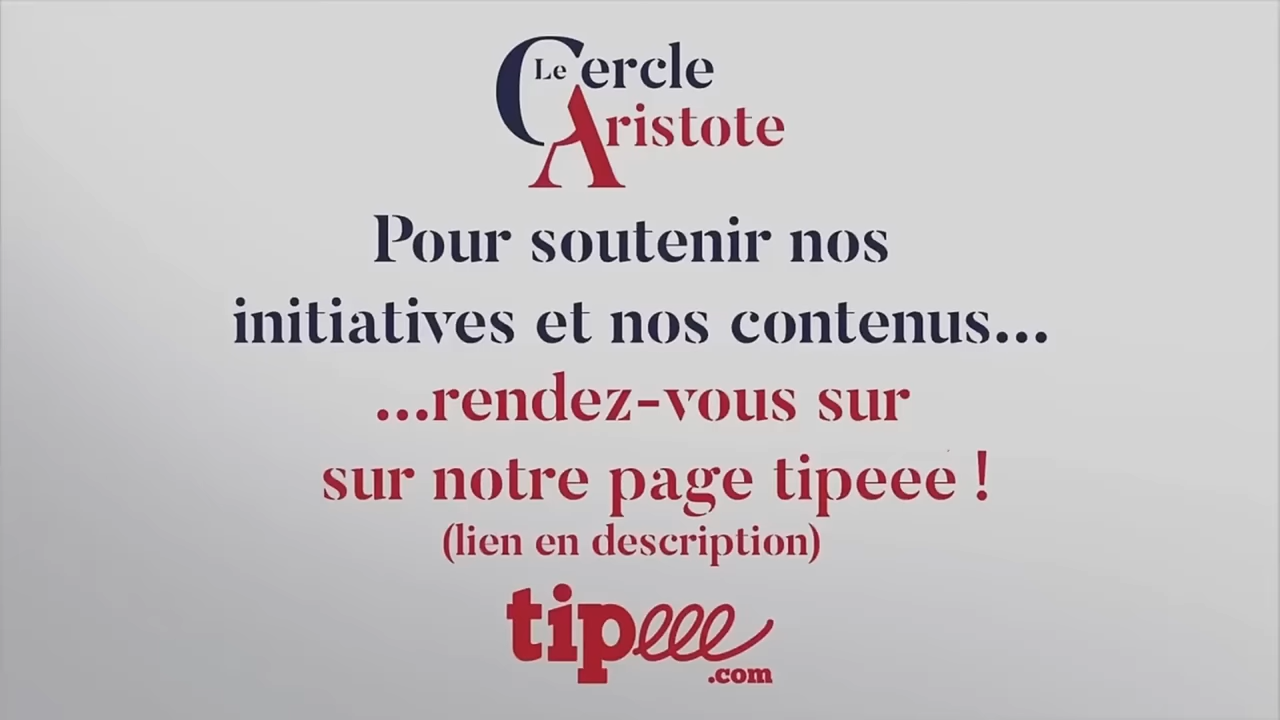 Le Cercle
Aristote
Pour soutenir nos
initiatives et nos contenus...
...rendez-vous sur
sur notre page tipeee !
(lien en description)
tipeee
.com